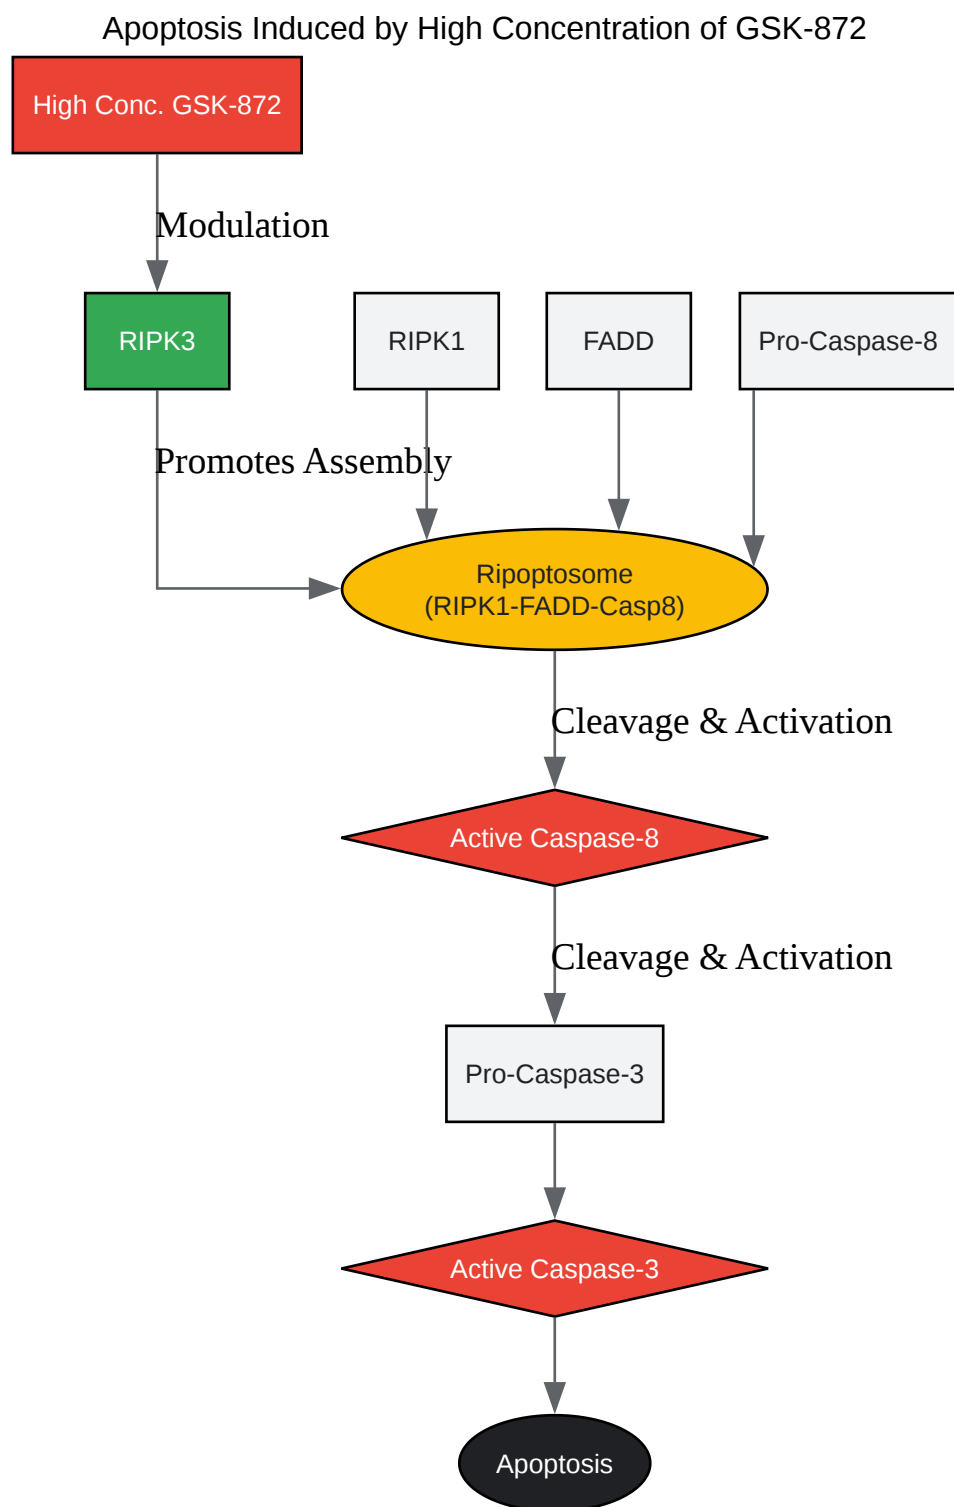 Apoptosis Induced by High Concentration of GSK-872
High Conc. GSK-872
Modulation
RIPK3
RIPK1
FADD
Pro-Caspase-8
Promotes Assembly
Ripoptosome
(RIPK1-FADD-Casp8)
Cleavage & Activation
Active Caspase-8
Cleavage & Activation
Pro-Caspase-3
Active Caspase-3
Apoptosis